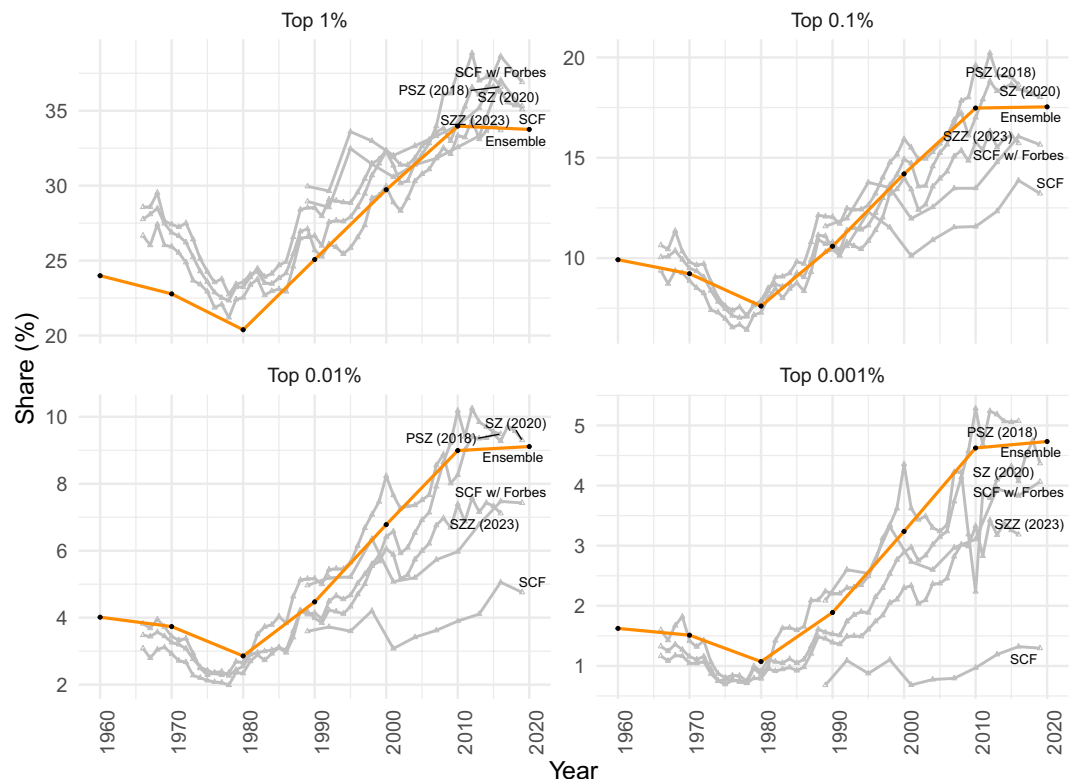 Top 1%
Top 0.1%
35
30
25
20
SCF w/ Forbes
PSZ (2018)
SZ (2020)
SZZ (2023)
SCF
Ensemble
20
15
10
PSZ (2018)
SZ (2020)
Ensemble
SZZ (2023)
SCF w/ Forbes
SCF
Share (%)
Top 0.01%
Top 0.001%
10
8
6
4
2
SZ (2020)
PSZ (2018)
Ensemble
SCF w/ Forbes
SZZ (2023)
SCF
5
4
3
2
1
PSZ (2018)
Ensemble
SZ (2020)
SCF w/ Forbes
SZZ (2023)
SCF
1960
1970
1980
1990
2000
2010
2020
1960
1970
1980
1990
2000
2010
2020
Year